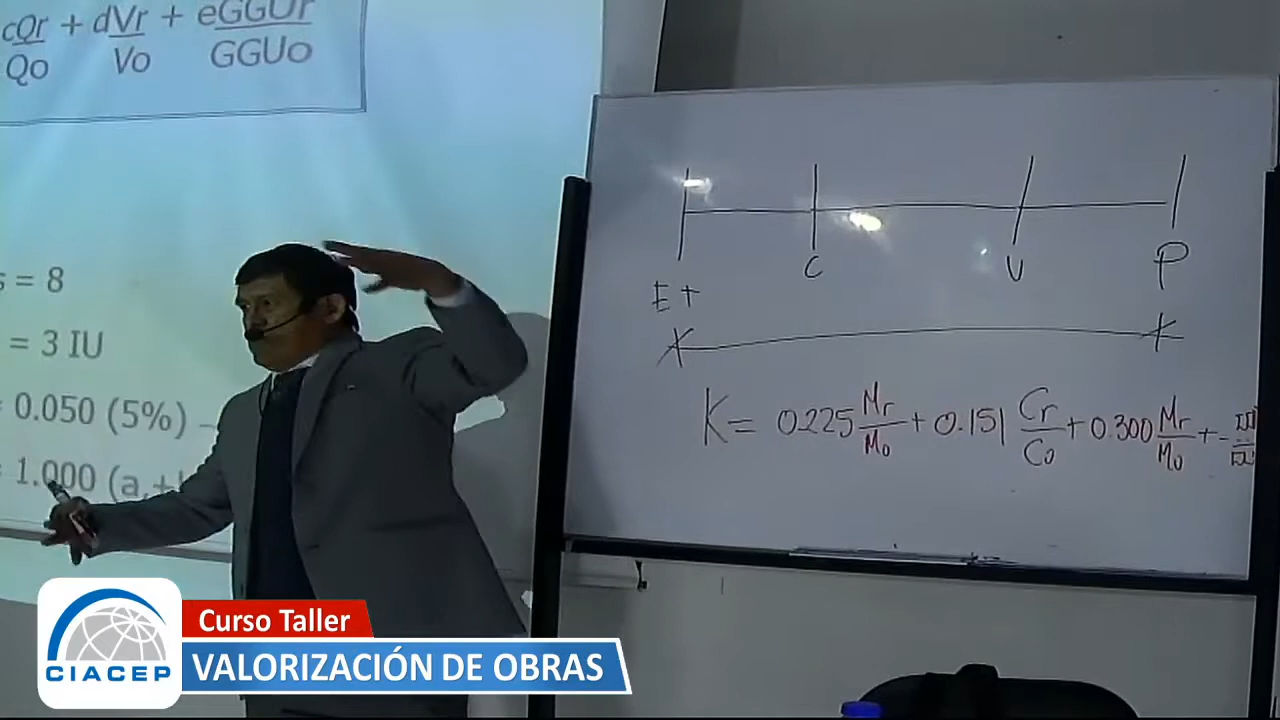 cQr + dVr + eGGUr
Qo Vo GGUo
s = 8
= 3 IU
0.050 (5%)
1.000 (a, +
C U P
E+
K = 0.225 Mr/Mo + 0.151 Cr/Co + 0.300 Mr/Mo + -
CIACEP
Curso Taller
VALORIZACIÓN DE OBRAS